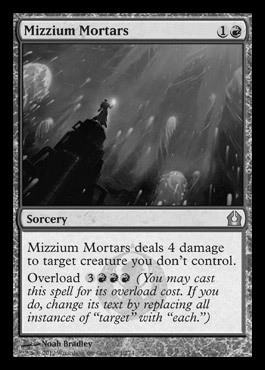 Mizzium Mortars 1
Sorcery
Mizzium Mortars deals 4 damage
to target creature you don't control.
Overload 3 (You may cast
this spell for its overload cost. If you
do, change its text by replacing all
instances of "target" with "each.")
Noah Bradley